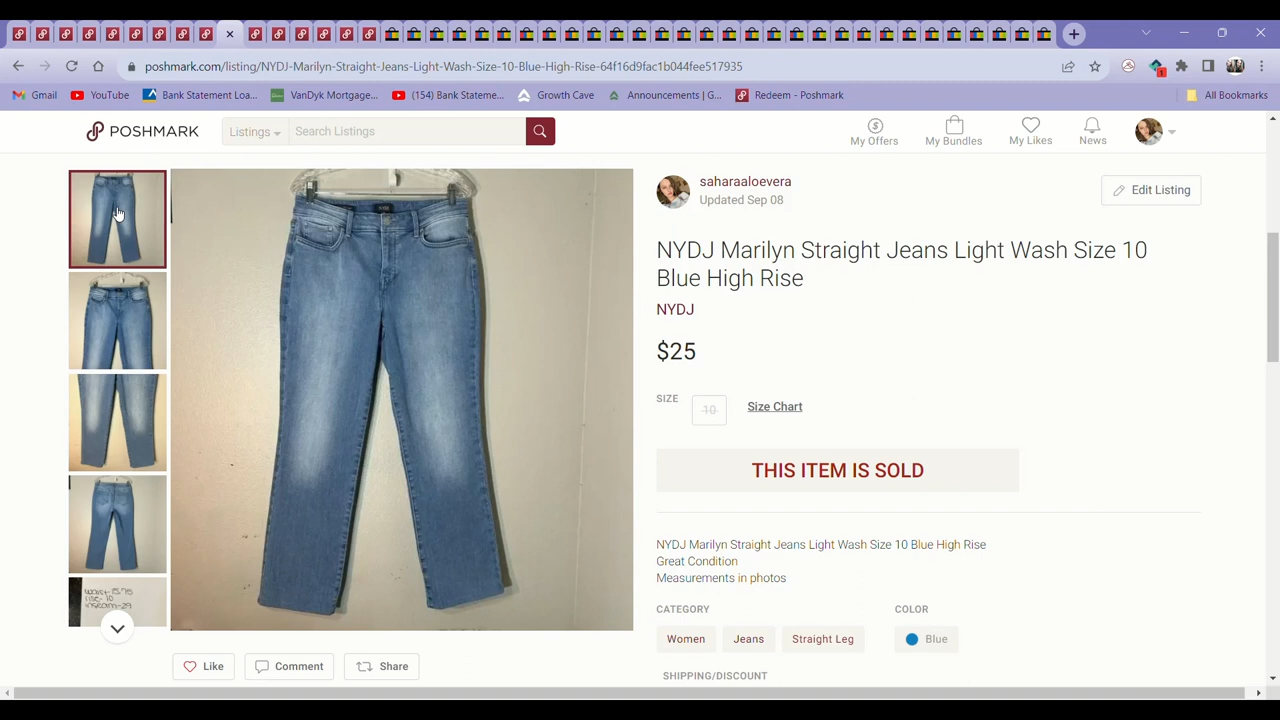 poshmark.com/listing/NYDJ-Marilyn-Straight-Jeans-Light-Wash-Size-10-Blue-High-Rise-64f16d9fac1b044fee517935
1
Gmail
YouTube
Bank Statement Loa...
VanDyk Mortgage...
(154) Bank Stateme...
Growth Cave
Announcements | G...
Redeem - Poshmark
All Bookmarks
POSHMARK
Listings
Search Listings
My Offers
My Bundles
My Likes
News
saharaaloevera
Updated Sep 08
Edit Listing
NYDJ Marilyn Straight Jeans Light Wash Size 10
Blue High Rise
NYDJ
$25
SIZE
10
Size Chart
THIS ITEM IS SOLD
NYDJ Marilyn Straight Jeans Light Wash Size 10 Blue High Rise
Great Condition
Measurements in photos
CATEGORY
COLOR
Women
Jeans
Straight Leg
Blue
SHIPPING/DISCOUNT
rise- 10
inseam-29
Like
Comment
Share